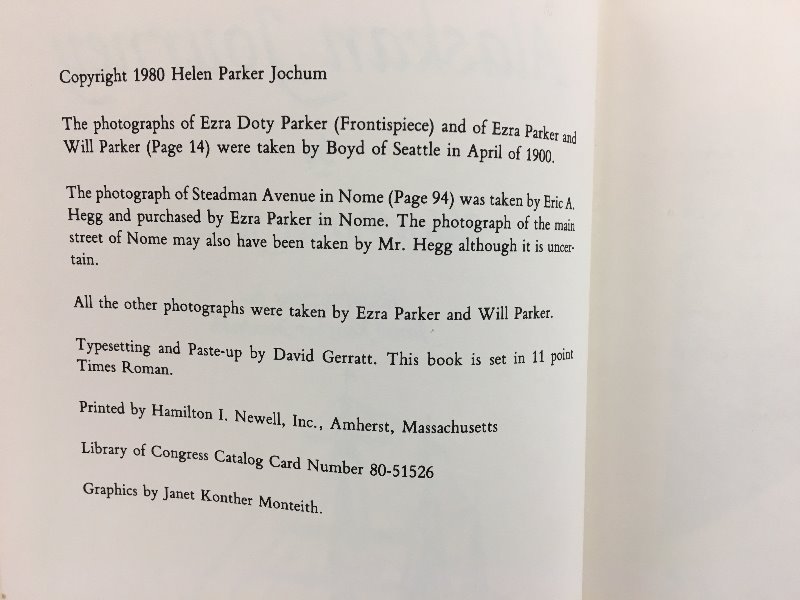 Copyright 1980 Helen Parker Jochum
The photographs of Ezra Doty Parker (Frontispiece) and of Ezra Parker and
Will Parker (Page 14) were taken by Boyd of Seattle in April of 1900.
The photograph of Steadman Avenue in Nome (Page 94) was taken by Eric A.
Hegg and purchased by Ezra Parker in Nome. The photograph of the main
street of Nome may also have been taken by Mr. Hegg although it is uncer-
tain.
All the other photographs were taken by Ezra Parker and Will Parker.
Typesetting and Paste-up by David Gerratt. This book is set in 11 point
Times Roman.
Printed by Hamilton I. Newell, Inc., Amherst, Massachusetts
Library of Congress Catalog Card Number 80-51526
Graphics by Janet Konther Monteith.